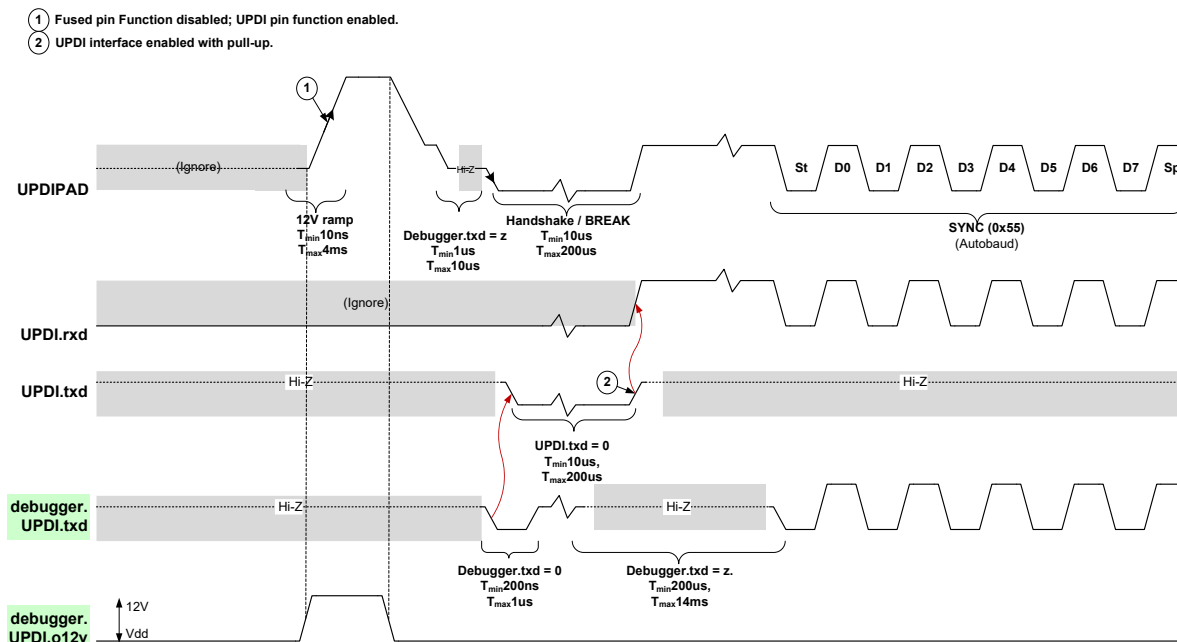 1 Fused pin Function disabled; UPDI pin function enabled.
2 UPDI interface enabled with pull-up.
1
(Ignore)
Hi-Z
UPDIPAD
St D0 D1 D2 D3 D4 D5 D6 D7 Sp
12V ramp
Tmin10ns
Tmax4ms
Debugger.txd = z
Tmin1us
Tmax10us
Handshake / BREAK
Tmin10us
Tmax200us
SYNC (0x55)
(Autobaud)
(Ignore)
UPDI.rxd
Hi-Z
2
Hi-Z
UPDI.txd
UPDI.txd = 0
Tmin10us,
Tmax200us
debugger.
UPDI.txd
Hi-Z
Hi-Z
Debugger.txd = 0
Tmin200ns
Tmax1us
Debugger.txd = z.
Tmin200us,
Tmax14ms
debugger.
UPDI.o12v
12V
Vdd